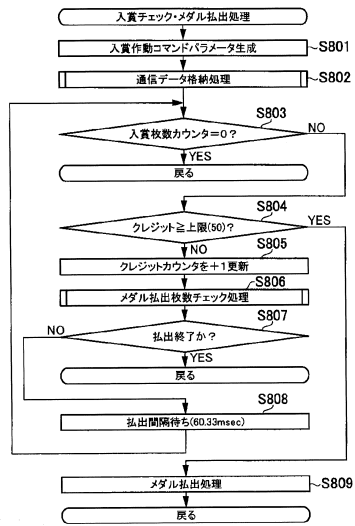 入賞チェック・メダル払出処理
入賞作動コマンドパラメータ生成 S801
通信データ格納処理 S802
S803
入賞枚数カウンタ=0? NO
YES
戻る
S804
クレジット≧上限(50)? YES
NO S805
クレジットカウンタを+1更新
S806
メダル払出枚数チェック処理
S807
NO 払出終了か?
YES
戻る
S808
払出間隔待ち(60.33msec)
メダル払出処理 S809
戻る